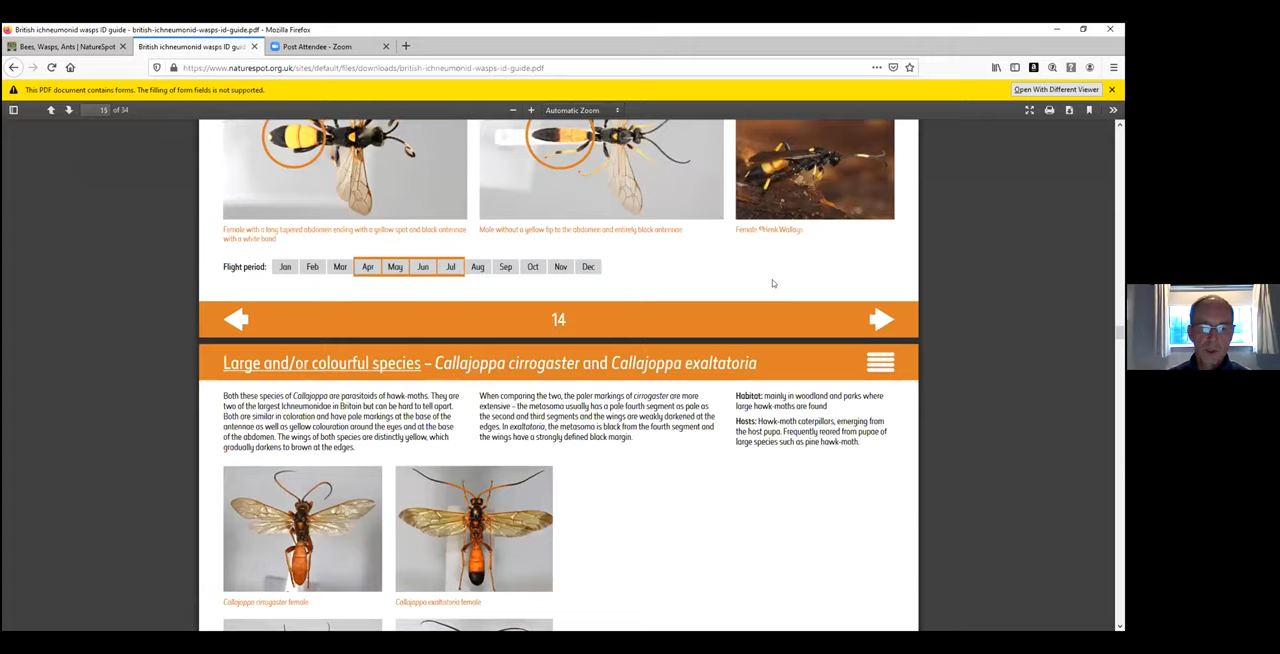 British ichneumonid wasps ID guide - british-ichneumonid-wasps-id-guide.pdf - Mozilla Firefox
Bees, Wasps, Ants | NatureSpot
British ichneumonid wasps ID guid
Post Attendee - Zoom
https://www.naturespot.org.uk/sites/default/files/downloads/british-ichneumonid-wasps-id-guide.pdf
This PDF document contains forms. The filling of form fields is not supported.
Open With Different Viewer
15 of 34
Automatic Zoom
Female with a long tapered abdomen ending with a yellow spot and black antennae
with a white band
Male without a yellow tip to the abdomen and entirely black antennae
Female ©Henk Wallays
Flight period: Jan Feb Mar Apr May Jun Jul Aug Sep Oct Nov Dec
14
Large and/or colourful species – Callajoppa cirrogaster and Callajoppa exaltatoria
Both these species of Callajoppa are parasitoids of hawk-moths. They are
two of the largest Ichneumonidae in Britain but can be hard to tell apart.
Both are similar in coloration and have pale markings at the base of the
antennae as well as yellow colouration around the eyes and at the base
of the abdomen. The wings of both species are distinctly yellow, which
gradually darkens to brown at the edges.
When comparing the two, the paler markings of cirrogaster are more
extensive – the metasoma usually has a pale fourth segment as pale as
the second and third segments and the wings are weakly darkened at the
edges. In exaltatoria, the metasoma is black from the fourth segment and
the wings have a strongly defined black margin.
Habitat: mainly in woodland and parks where
large hawk-moths are found
Hosts: Hawk-moth caterpillars, emerging from
the host pupa. Frequently reared from pupae of
large species such as pine hawk-moth.
Callajoppa cirrogaster female
Callajoppa exaltatoria female